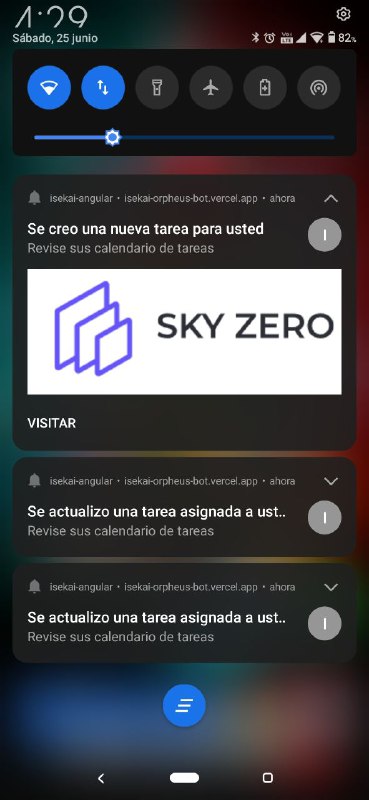 4:29
Sábado, 25 junio
Vo)) LTE
82%
isekai-angular • isekai-orpheus-bot.vercel.app • ahora
Se creo una nueva tarea para usted
Revise sus calendario de tareas
I
SKY ZERO
VISITAR
isekai-angular • isekai-orpheus-bot.vercel.app • ahora
Se actualizo una tarea asignada a ust..
Revise sus calendario de tareas
I
isekai-angular • isekai-orpheus-bot.vercel.app • ahora
Se actualizo una tarea asignada a ust..
Revise sus calendario de tareas
I